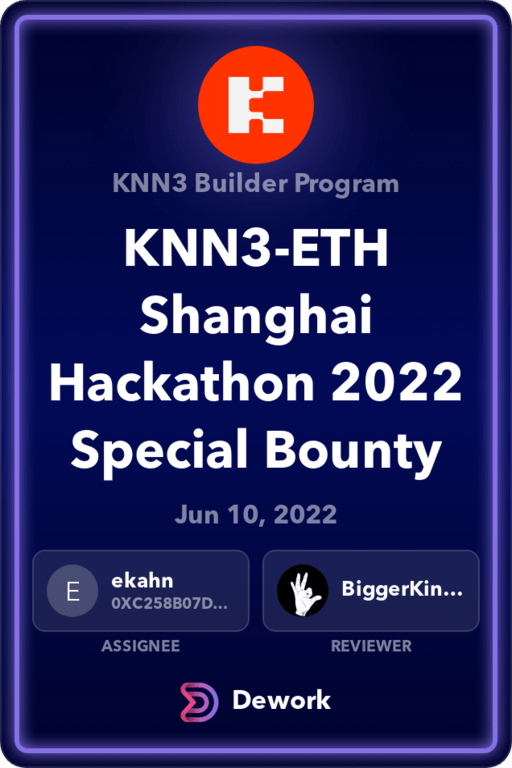 KNN3 Builder Program
KNN3-ETH
Shanghai
Hackathon 2022
Special Bounty
Jun 10, 2022
E
ekahn
0XC258B07D...
BiggerKin...
ASSIGNEE
REVIEWER
Dework